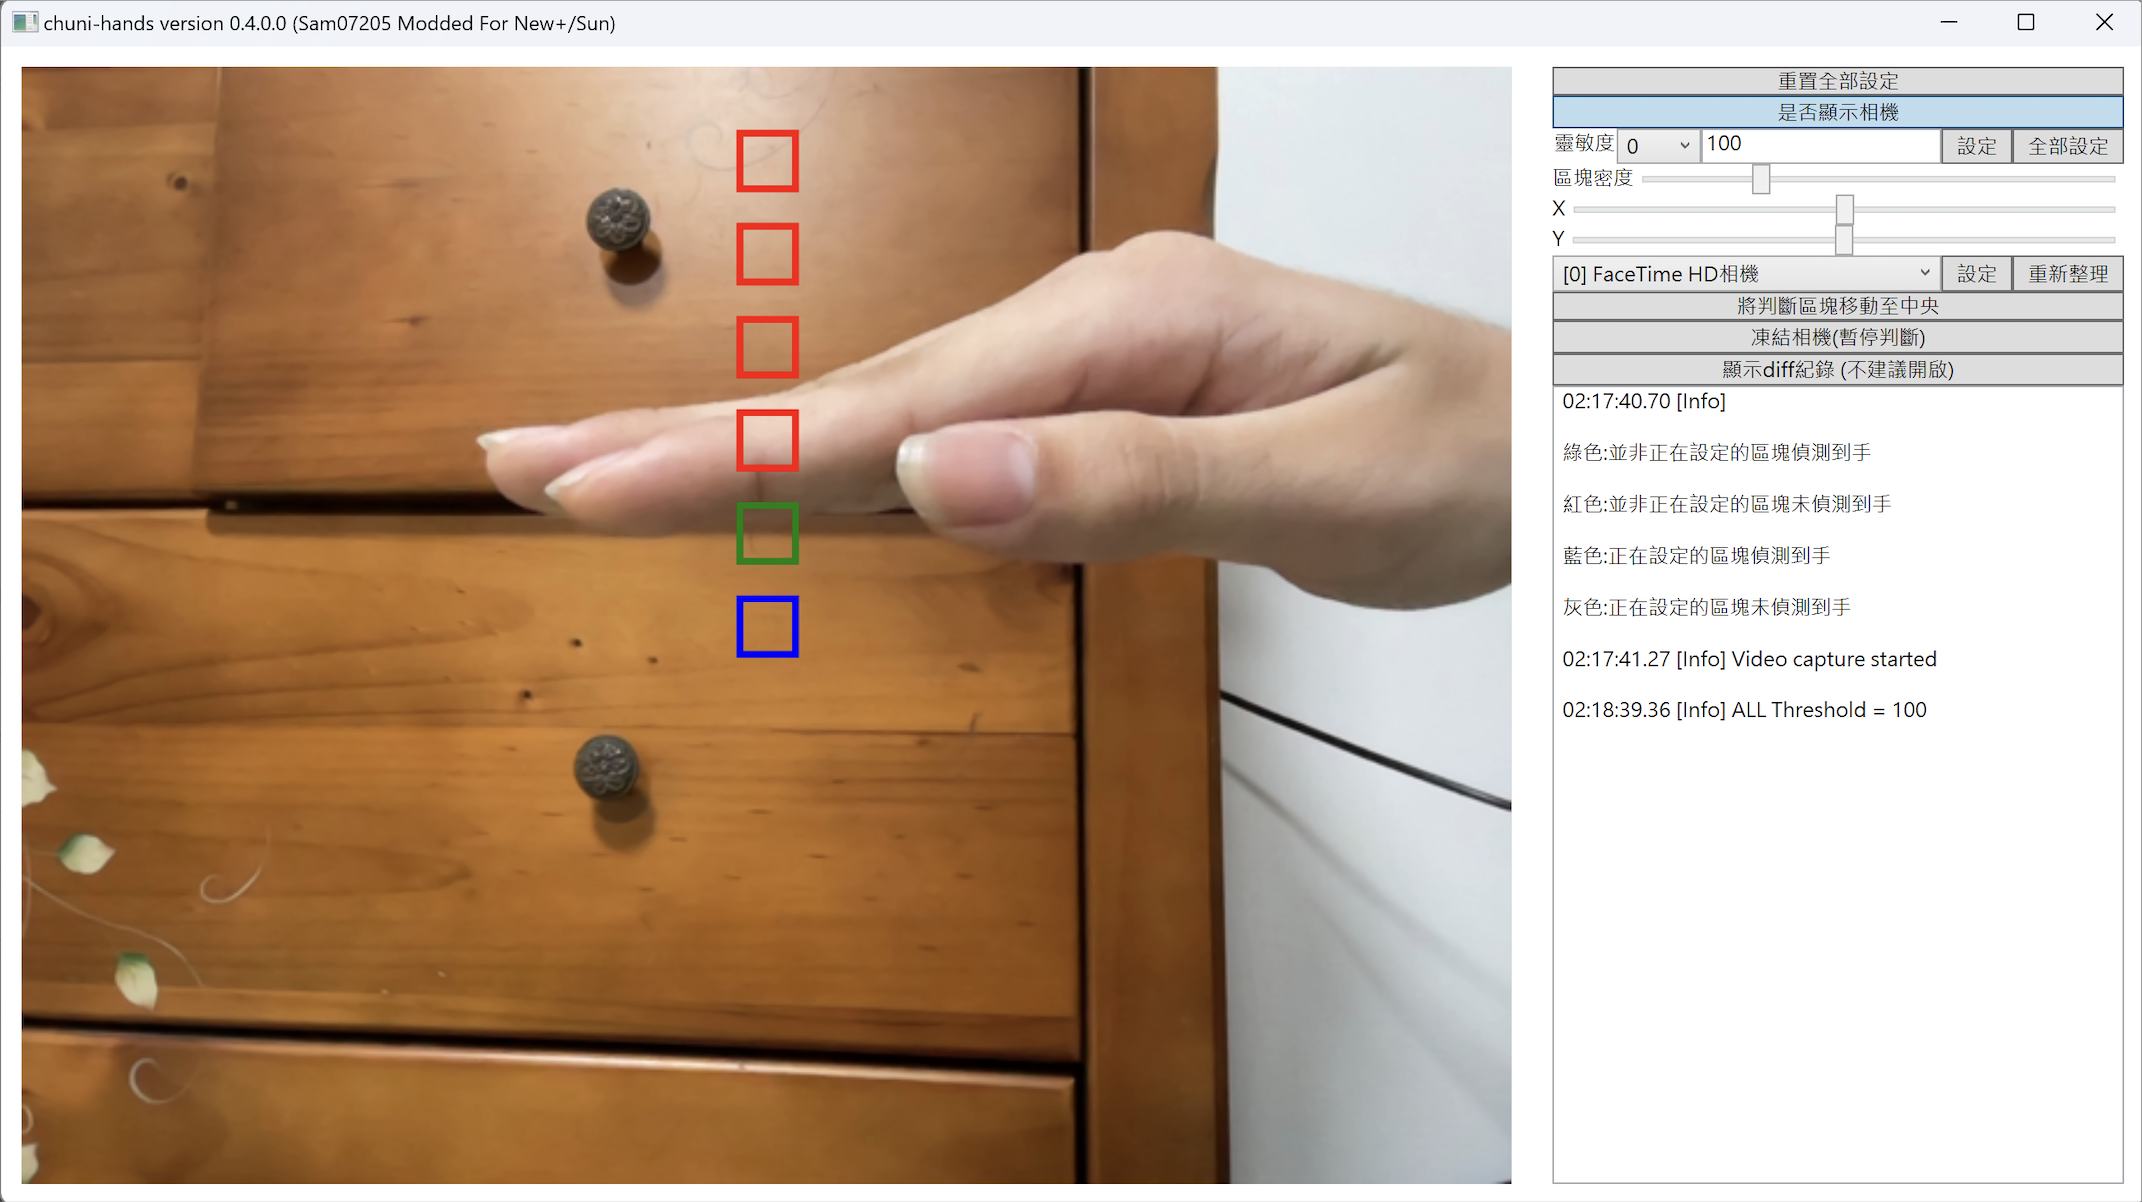 chuni-hands version 0.4.0.0 (Sam07205 Modded For New+/Sun)
重置全部設定
是否顯示相機
靈敏度 0 100 設定 全部設定
區塊密度
X
Y
[0] FaceTime HD相機 設定 重新整理
將判斷區塊移動至中央
凍結相機(暫停判斷)
顯示diff紀錄 (不建議開啟)
02:17:40.70 [Info]
綠色:並非正在設定的區塊偵測到手
紅色:並非正在設定的區塊未偵測到手
藍色:正在設定的區塊偵測到手
灰色:正在設定的區塊未偵測到手
02:17:41.27 [Info] Video capture started
02:18:39.36 [Info] ALL Threshold = 100